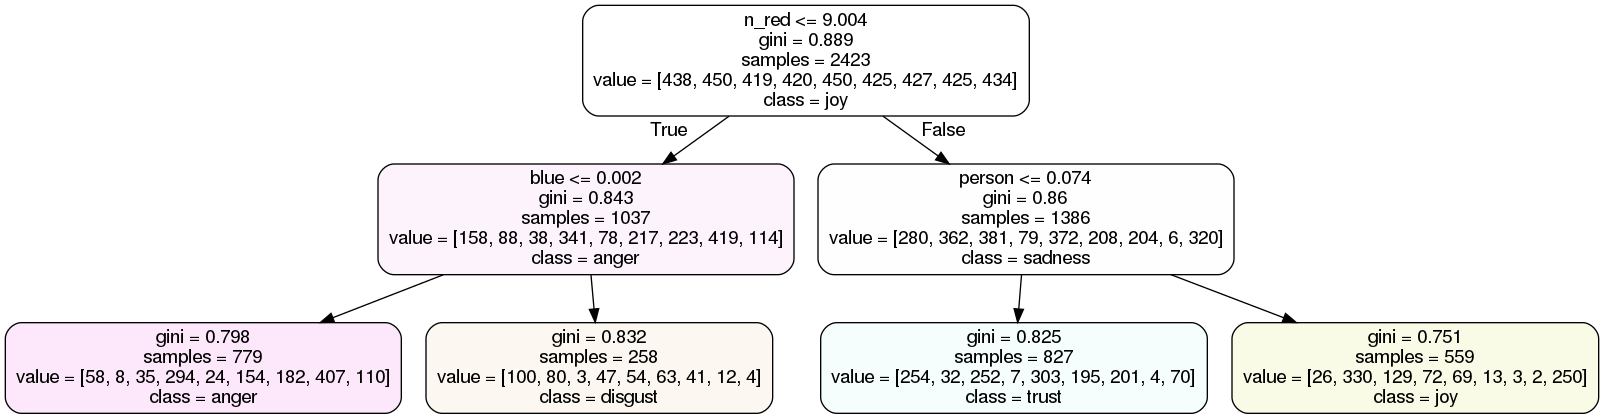 n_red <= 9.004
gini = 0.889
samples = 2423
value = [438, 450, 419, 420, 450, 425, 427, 425, 434]
class = joy
True
False
blue <= 0.002
gini = 0.843
samples = 1037
value = [158, 88, 38, 341, 78, 217, 223, 419, 114]
class = anger
person <= 0.074
gini = 0.86
samples = 1386
value = [280, 362, 381, 79, 372, 208, 204, 6, 320]
class = sadness
gini = 0.798
samples = 779
value = [58, 8, 35, 294, 24, 154, 182, 407, 110]
class = anger
gini = 0.832
samples = 258
value = [100, 80, 3, 47, 54, 63, 41, 12, 4]
class = disgust
gini = 0.825
samples = 827
value = [254, 32, 252, 7, 303, 195, 201, 4, 70]
class = trust
gini = 0.751
samples = 559
value = [26, 330, 129, 72, 69, 13, 3, 2, 250]
class = joy